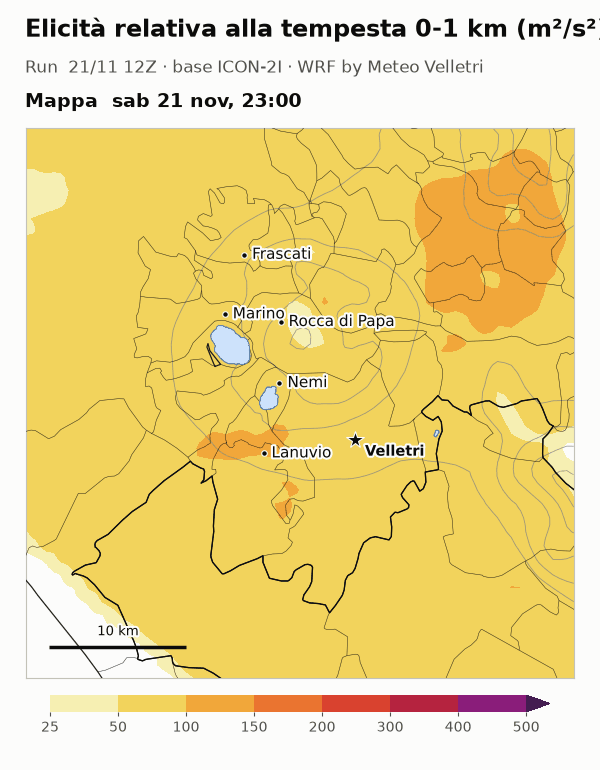 Elicità relativa alla tempesta 0-1 km (m²/s²)
Run 21/11 12Z · base ICON-2I · WRF by Meteo Velletri
Mappa sab 21 nov, 23:00
Frascati
Marino
Rocca di Papa
Nemi
Velletri
Lanuvio
10 km
25 50 100 150 200 300 400 500